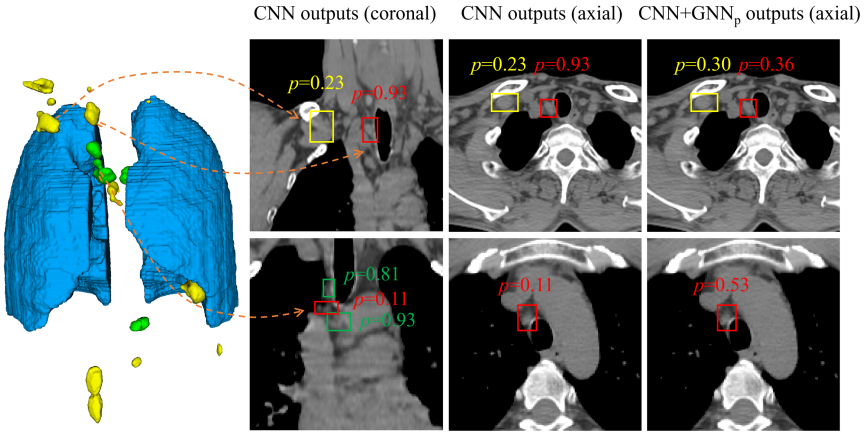 CNN outputs (coronal)
CNN outputs (axial)
CNN+GNNp outputs (axial)
p=0.23
p=0.93
p=0.23
p=0.93
p=0.30
p=0.36
p=0.81
p=0.11
p=0.93
p=0.11
p=0.53